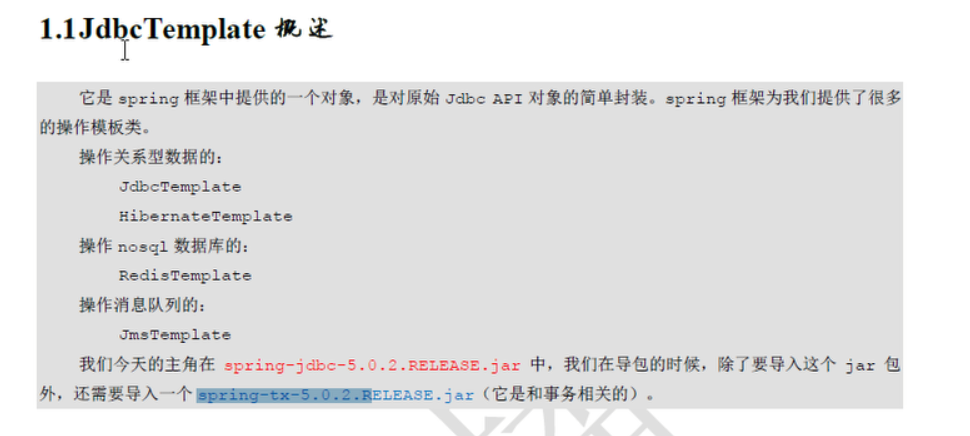 1.1JdbcTemplate 概述
它是 spring 框架中提供的一个对象，是对原始 Jdbc API 对象的简单封装。spring 框架为我们提供了很多
的操作模板类。
操作关系型数据的：
JdbcTemplate
HibernateTemplate
操作 nosql 数据库的：
RedisTemplate
操作消息队列的：
JmsTemplate
我们今天的主角在 spring-jdbc-5.0.2.RELEASE.jar 中，我们在导包的时候，除了要导入这个 jar 包
外，还需要导入一个 spring-tx-5.0.2.RELEASE.jar（它是和事务相关的）。